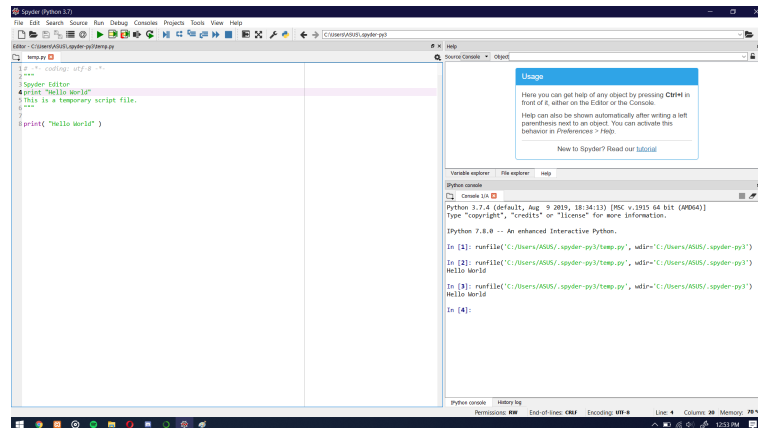 Spyder (Python 3.7)
File Edit Search Source Run Debug Consoles Projects Tools View Help
C:\Users\ASUS\.spyder-py3
Editor - C:\Users\ASUS\.spyder-py3\temp.py
temp.py
1 # -*- coding: utf-8 -*-
2 """
3 Spyder Editor
4 print "Hello World"
5 This is a temporary script file.
6 """
7
8 print( "Hello World" )
Help
Source Console Object
Usage
Here you can get help of any object by pressing Ctrl+I in
front of it, either on the Editor or the Console.
Help can also be shown automatically after writing a left
parenthesis next to an object. You can activate this
behavior in Preferences > Help.
New to Spyder? Read our tutorial
Variable explorer File explorer Help
IPython console
Console 1/A
Python 3.7.4 (default, Aug 9 2019, 18:34:13) [MSC v.1915 64 bit (AMD64)]
Type "copyright", "credits" or "license" for more information.
IPython 7.8.0 -- An enhanced Interactive Python.
In [1]: runfile('C:/Users/ASUS/.spyder-py3/temp.py', wdir='C:/Users/ASUS/.spyder-py3')
In [2]: runfile('C:/Users/ASUS/.spyder-py3/temp.py', wdir='C:/Users/ASUS/.spyder-py3')
Hello World
In [3]: runfile('C:/Users/ASUS/.spyder-py3/temp.py', wdir='C:/Users/ASUS/.spyder-py3')
Hello World
In [4]:
IPython console History log
Permissions: RW End-of-lines: CRLF Encoding: UTF-8 Line: 4 Column: 20 Memory: 70 %
12:53 PM